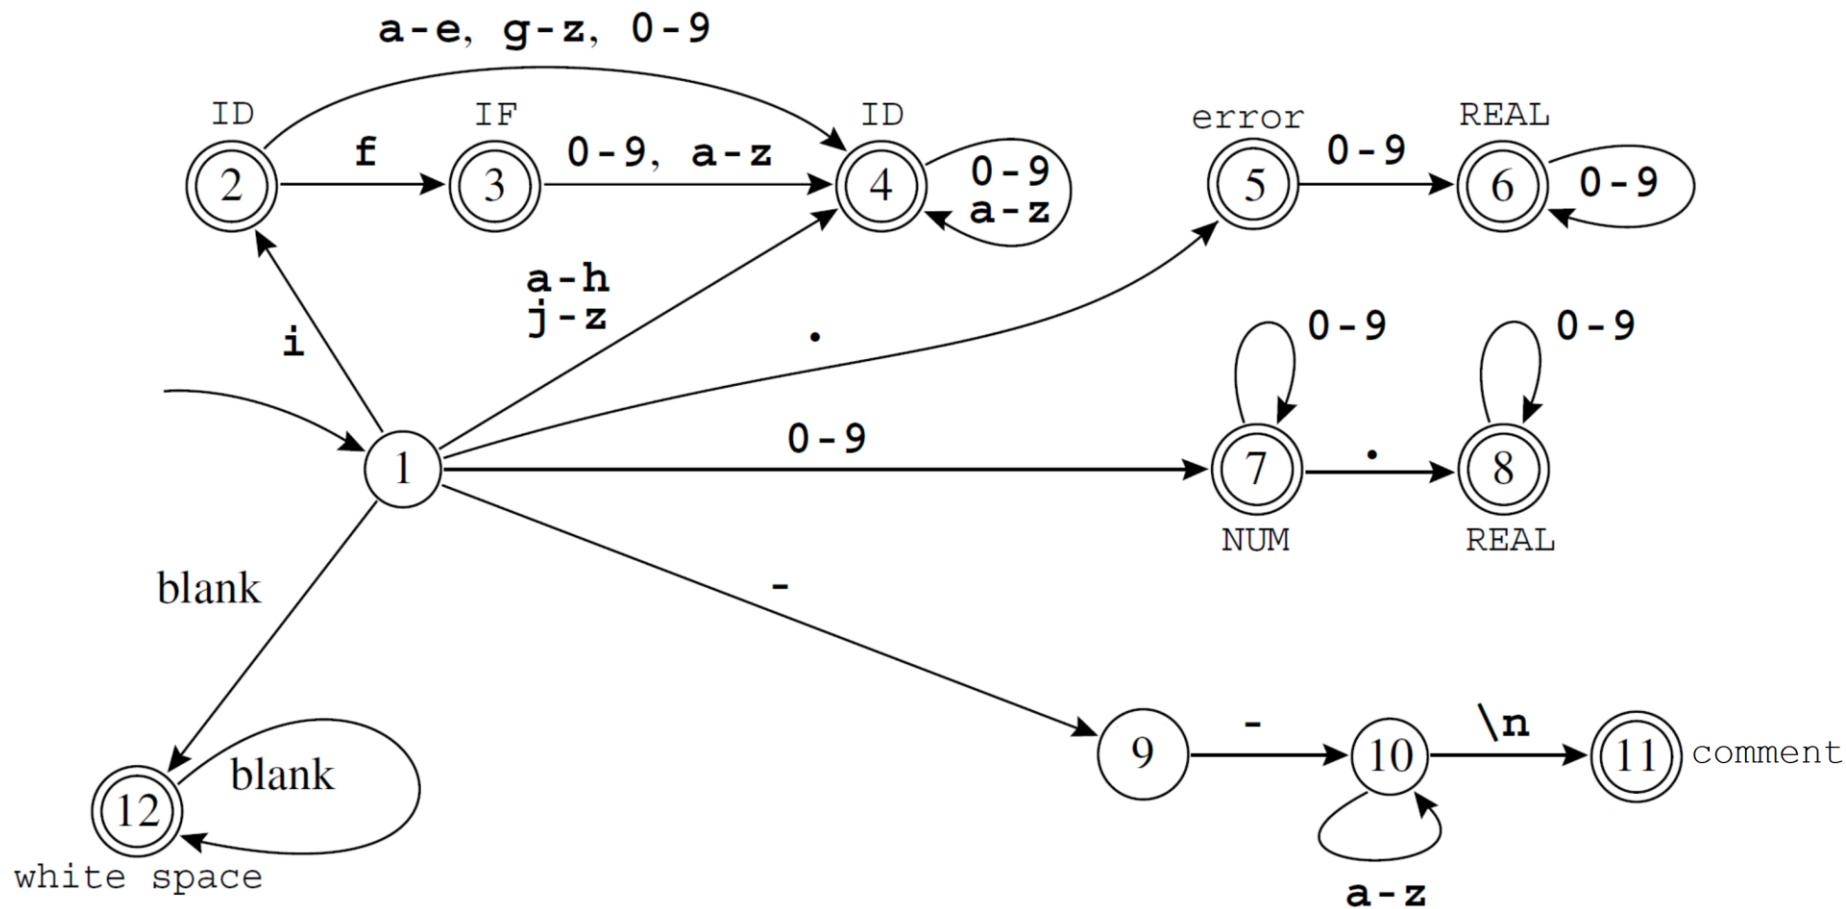 a-e, g-z, 0-9
ID
IF
ID
error
REAL
f
0-9, a-z
0-9
a-z
0-9
0-9
2
3
4
5
6
a-h
j-z
i
.
0-9
0-9
0-9
1
7
.
8
NUM
REAL
blank
-
-
\n
9
10
11
comment
blank
12
white space
a-z